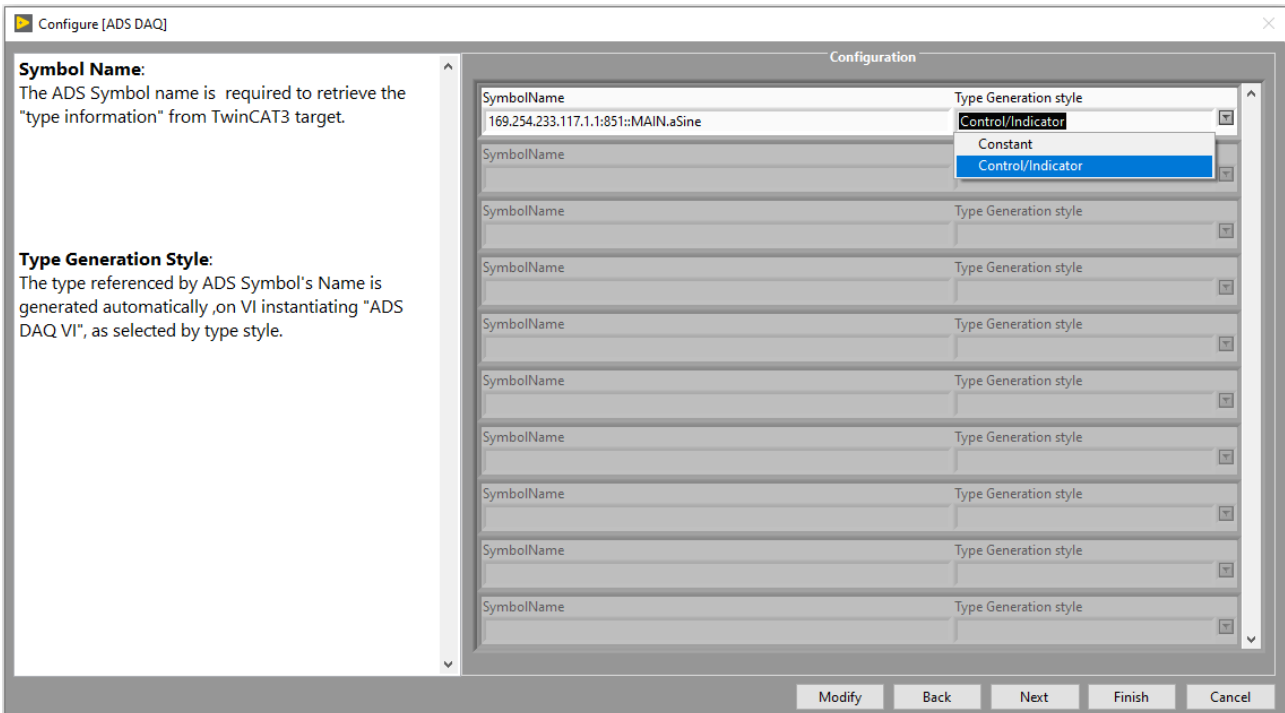 Configure [ADS DAQ]
Symbol Name:
The ADS Symbol name is required to retrieve the
"type information" from TwinCAT3 target.
Type Generation Style:
The type referenced by ADS Symbol's Name is
generated automatically ,on VI instantiating "ADS
DAQ VI", as selected by type style.
Configuration
SymbolName Type Generation style
169.254.233.117.1.1:851::MAIN.aSine Control/Indicator
Constant
Control/Indicator
SymbolName
SymbolName Type Generation style
SymbolName Type Generation style
SymbolName Type Generation style
SymbolName Type Generation style
SymbolName Type Generation style
SymbolName Type Generation style
SymbolName Type Generation style
SymbolName Type Generation style
Modify Back Next Finish Cancel